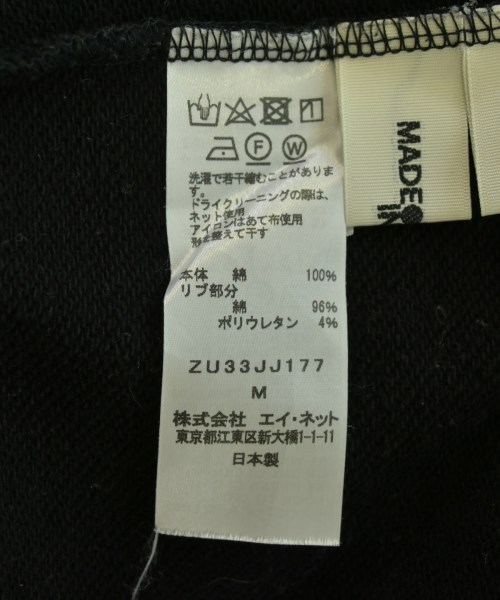 洗濯で若干縮むことがありま
す。
ドライクリーニングの際は、
ネット使用
アイロンはあて布使用
形を整えて干す
本体 綿 100%
リブ部分
綿 96%
ポリウレタン 4%
ZU33JJ177
M
株式会社 エイ・ネット
東京都江東区新大橋1-1-11
日本製
F
W
MADE